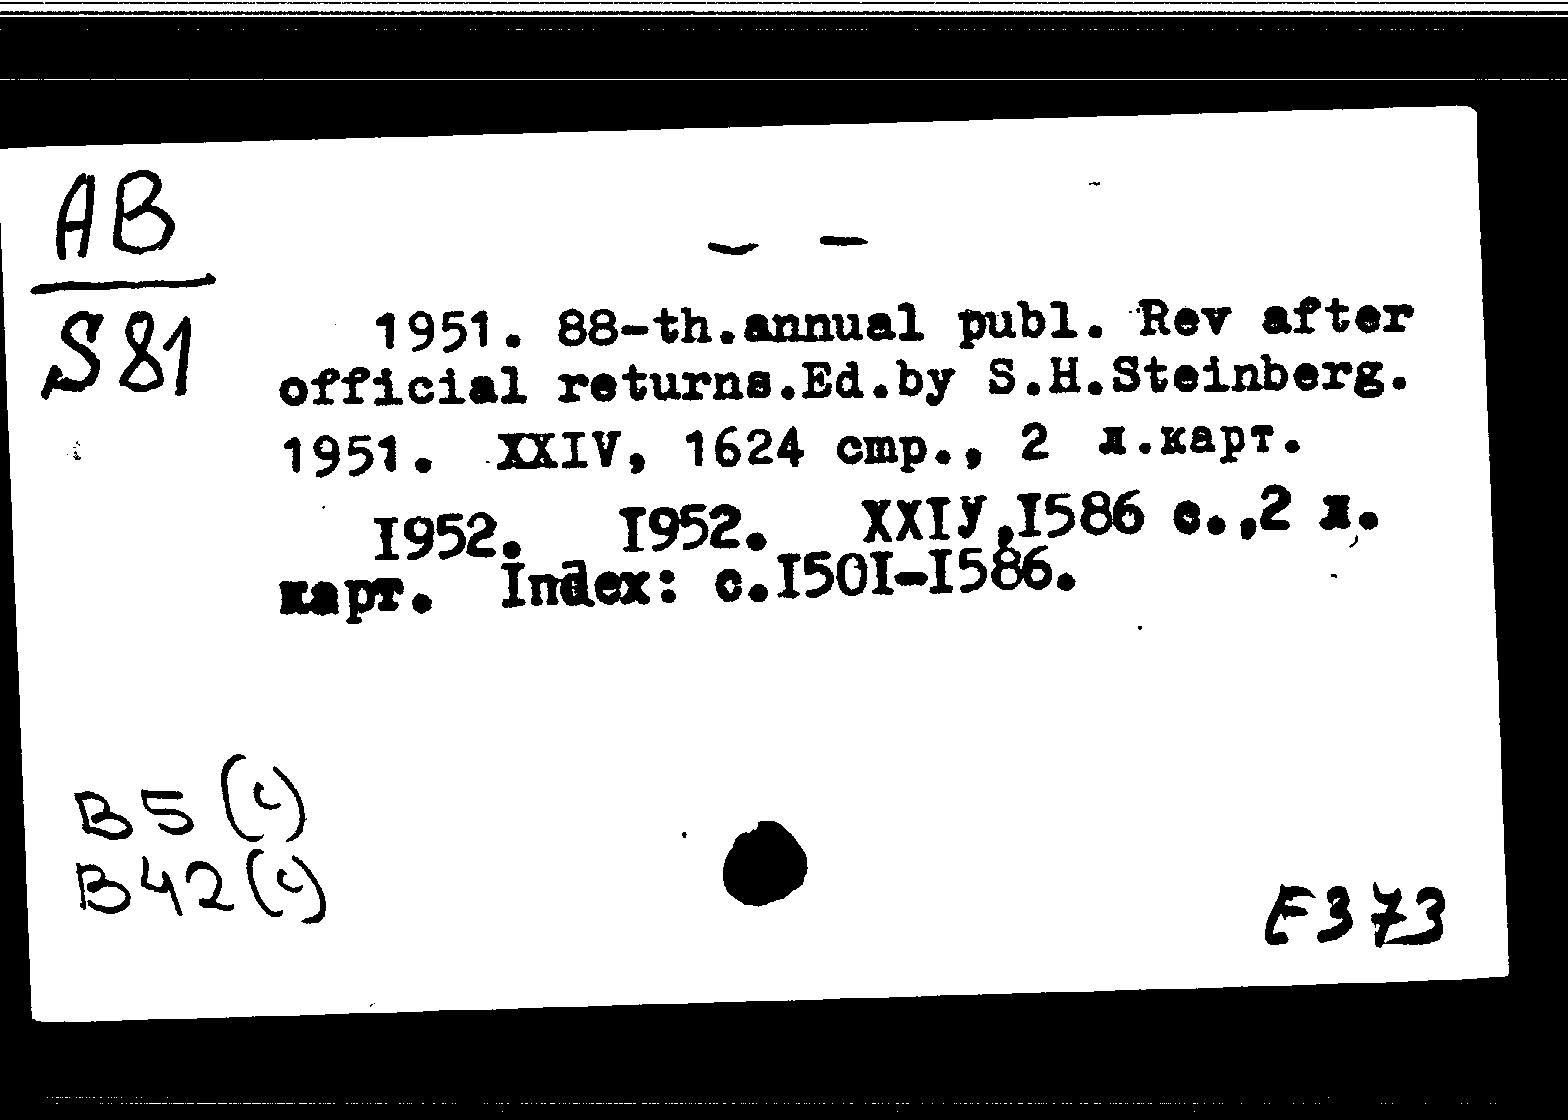 AB
S81
— —
1951. 88-th.annual publ. Rev after
official returns.Ed.by S.H.Steinberg.
1951. XXIV, 1624 cmp., 2 л.карт.
I952. I952. XXIУ,I586 с.,2 л.
карт. Index: c.I50I-I586.
B5(c)
B42(c)
F373